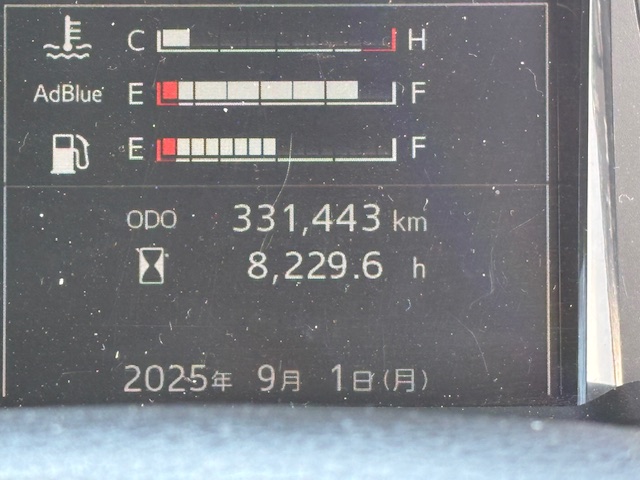 C H
AdBlue E F
E F
ODO 331,443 km
8,229.6 h
2025年 9月 1日(月)